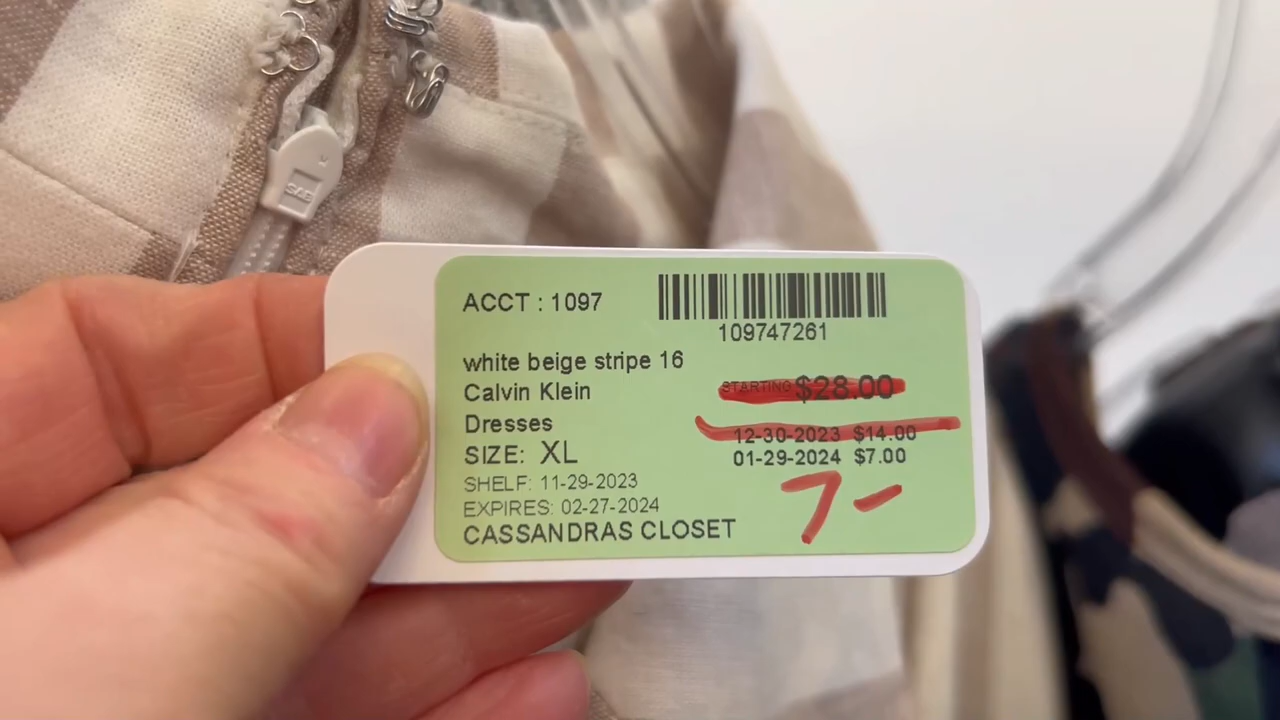 SAB
ACCT : 1097
109747261
white beige stripe 16
Calvin Klein
STARTING $28.00
Dresses
12-30-2023 $14.00
SIZE: XL
01-29-2024 $7.00
SHELF: 11-29-2023
7-
EXPIRES: 02-27-2024
CASSANDRAS CLOSET